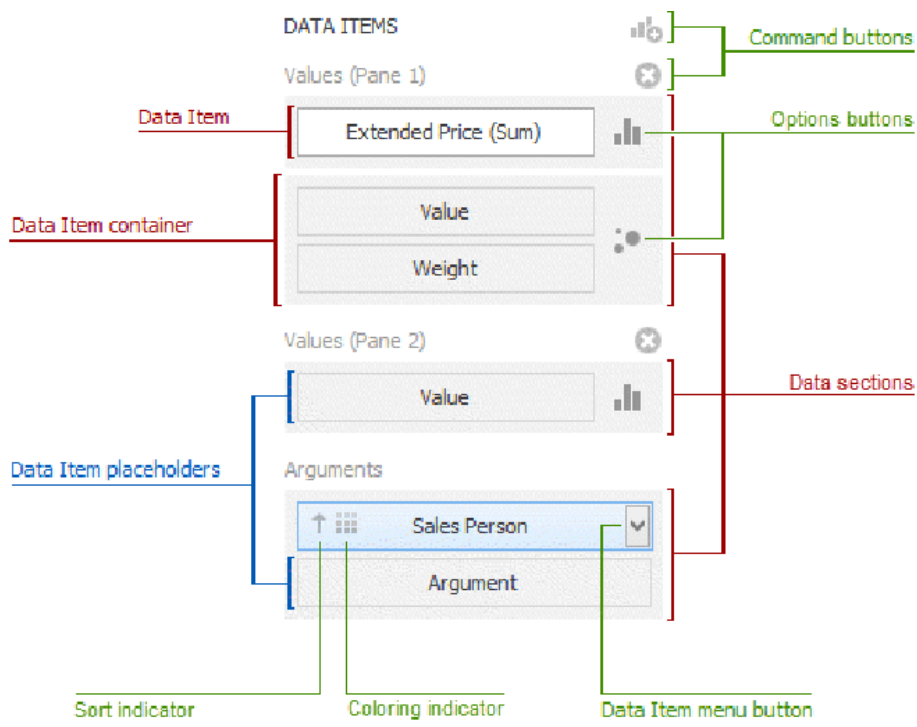 DATA ITEMS
Command buttons
Values (Pane 1)
Data Item
Extended Price (Sum)
Options buttons
Data Item container
Value
Weight
Values (Pane 2)
Value
Data sections
Data Item placeholders
Arguments
Sales Person
Argument
Sort indicator
Coloring indicator
Data Item menu button